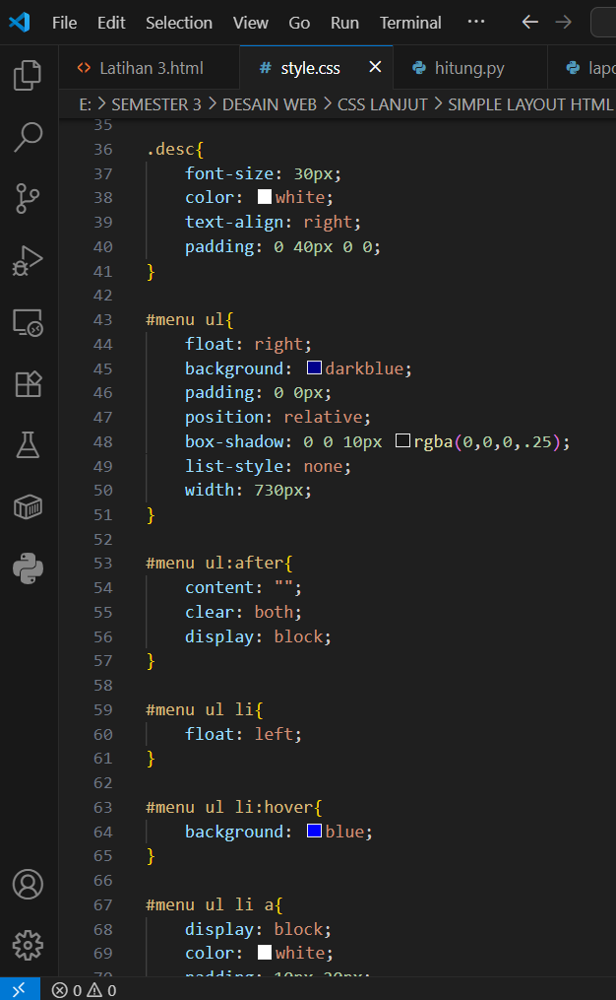 File Edit Selection View Go Run Terminal ··· ← →
<> Latihan 3.html # style.css × hitung.py
E: > SEMESTER 3 > DESAIN WEB > CSS LANJUT > SIMPLE LAYOUT HTML
35
36 .desc{
37 font-size: 30px;
38 color: white;
39 text-align: right;
40 padding: 0 40px 0 0;
41 }
42
43 #menu ul{
44 float: right;
45 background: darkblue;
46 padding: 0 0px;
47 position: relative;
48 box-shadow: 0 0 10px rgba(0,0,0,.25);
49 list-style: none;
50 width: 730px;
51 }
52
53 #menu ul:after{
54 content: "";
55 clear: both;
56 display: block;
57 }
58
59 #menu ul li{
60 float: left;
61 }
62
63 #menu ul li:hover{
64 background: blue;
65 }
66
67 #menu ul li a{
68 display: block;
69 color: white;
70 padding: 10px 20px;
0 0